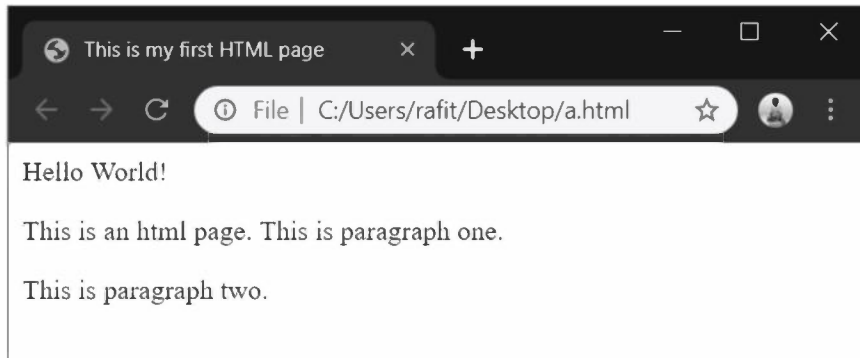 This is my first HTML page
File | C:/Users/rafit/Desktop/a.html
Hello World!
This is an html page. This is paragraph one.
This is paragraph two.